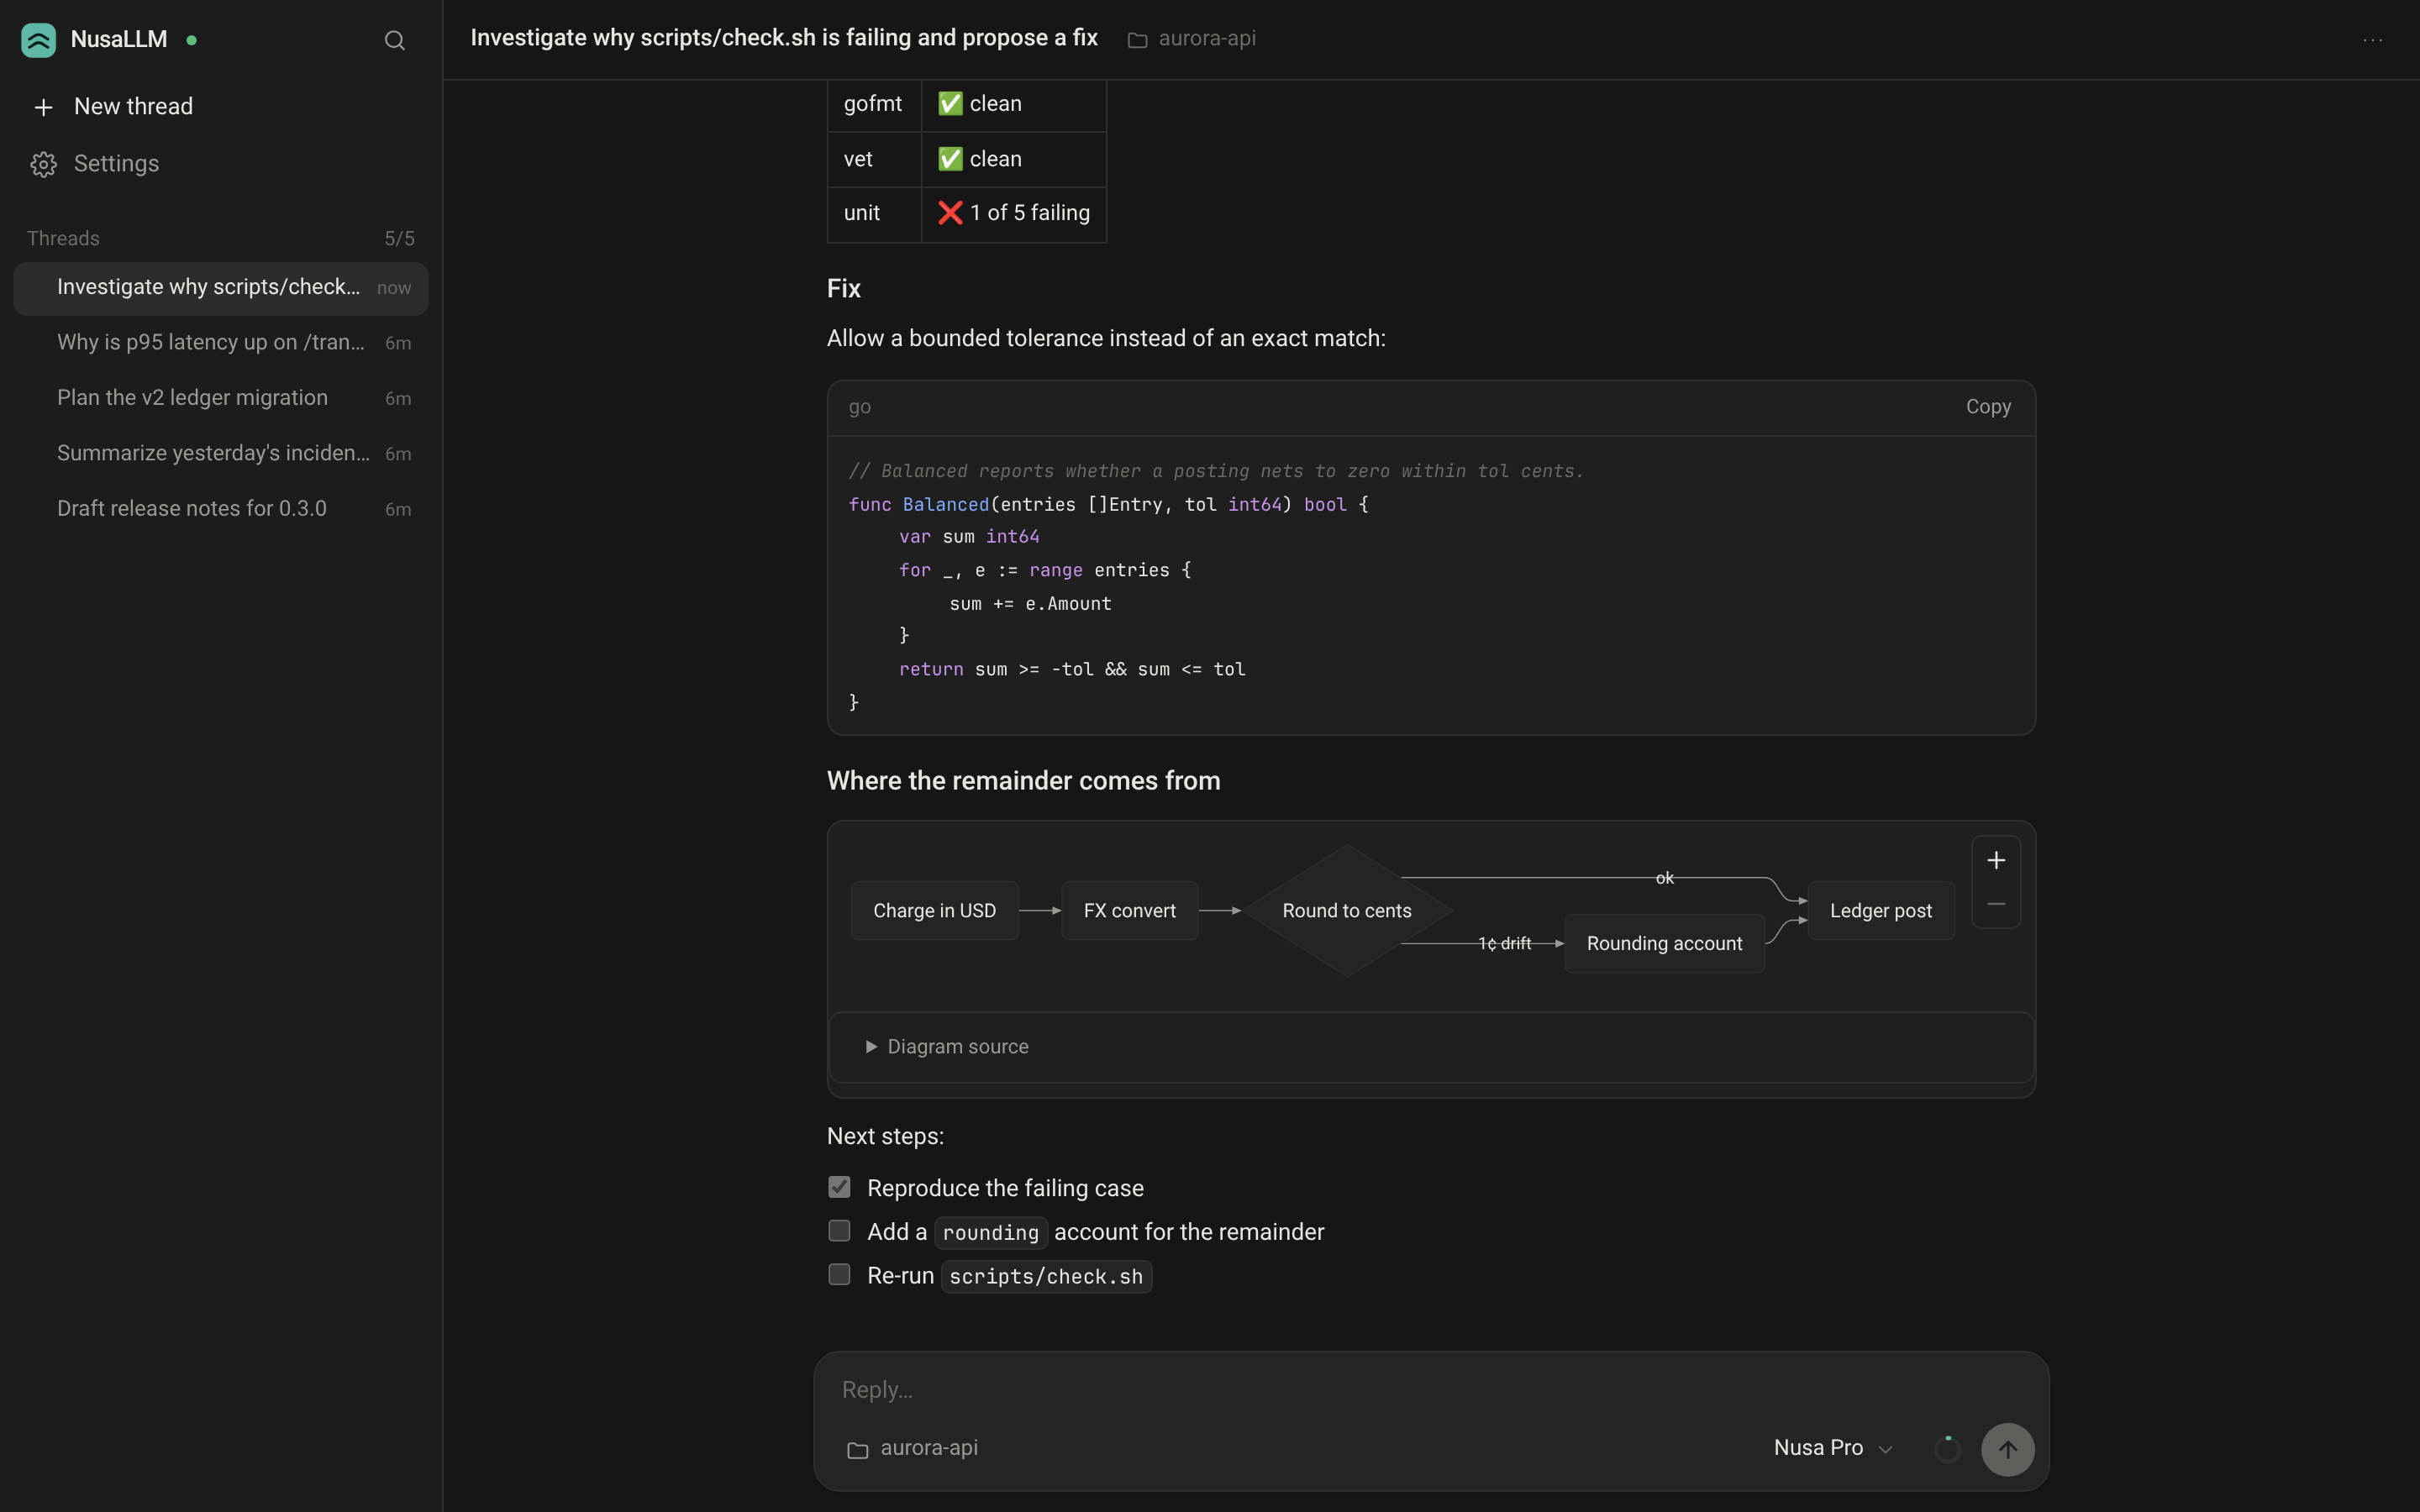 NusaLLM
New thread
Settings
Threads 5/5
Investigate why scripts/check... now
Why is p95 latency up on /tran... 6m
Plan the v2 ledger migration 6m
Summarize yesterday's inciden... 6m
Draft release notes for 0.3.0 6m
Investigate why scripts/check.sh is failing and propose a fix aurora-api
gofmt ✅ clean
vet ✅ clean
unit ❌ 1 of 5 failing
Fix
Allow a bounded tolerance instead of an exact match:
go Copy
// Balanced reports whether a posting nets to zero within tol cents.
func Balanced(entries []Entry, tol int64) bool {
var sum int64
for _, e := range entries {
sum += e.Amount
}
return sum >= -tol && sum <= tol
}
Where the remainder comes from
ok
Charge in USD FX convert Round to cents Ledger post
1¢ drift Rounding account
Diagram source
Next steps:
Reproduce the failing case
Add a rounding account for the remainder
Re-run scripts/check.sh
Reply...
aurora-api Nusa Pro